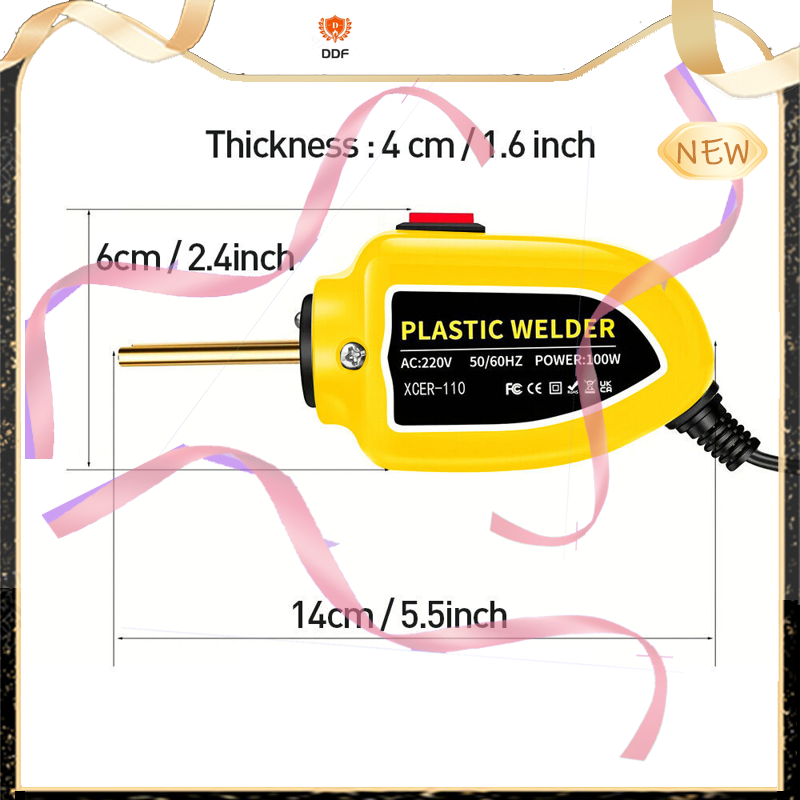 DDF
NEW
Thickness : 4 cm / 1.6 inch
6cm / 2.4inch
PLASTIC WELDER
AC:220V 50/60HZ POWER:100W
XCER-110 FC CE RoHS UK CA
14cm / 5.5inch